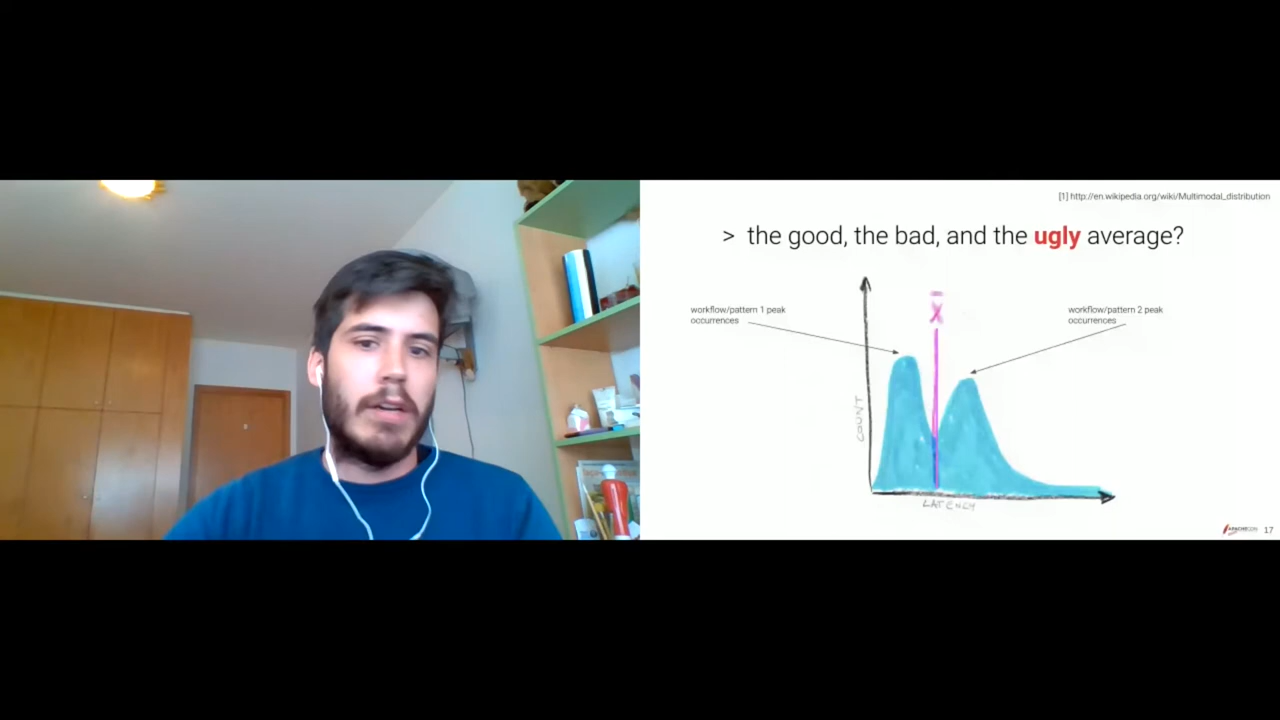 [1] http://en.wikipedia.org/wiki/Multimodal_distribution
> the good, the bad, and the ugly average?
workflow/pattern 1 peak
occurrences
X
workflow/pattern 2 peak
occurrences
COUNT
LATENCY
APACHECON
17